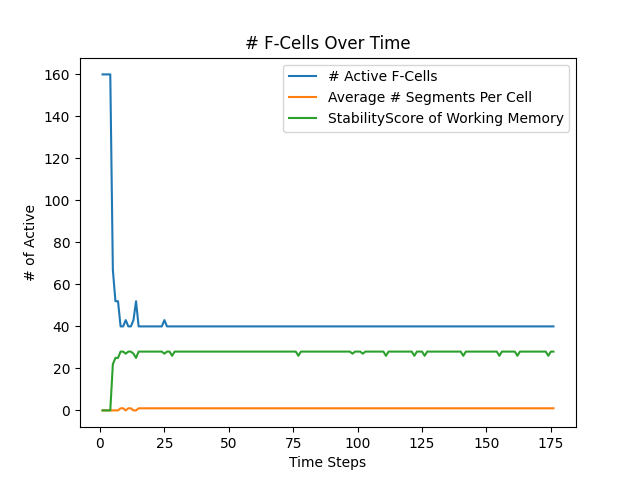 # F-Cells Over Time
# Active F-Cells
Average # Segments Per Cell
StabilityScore of Working Memory
# of Active
160
140
120
100
80
60
40
20
0
0 25 50 75 100 125 150 175
Time Steps